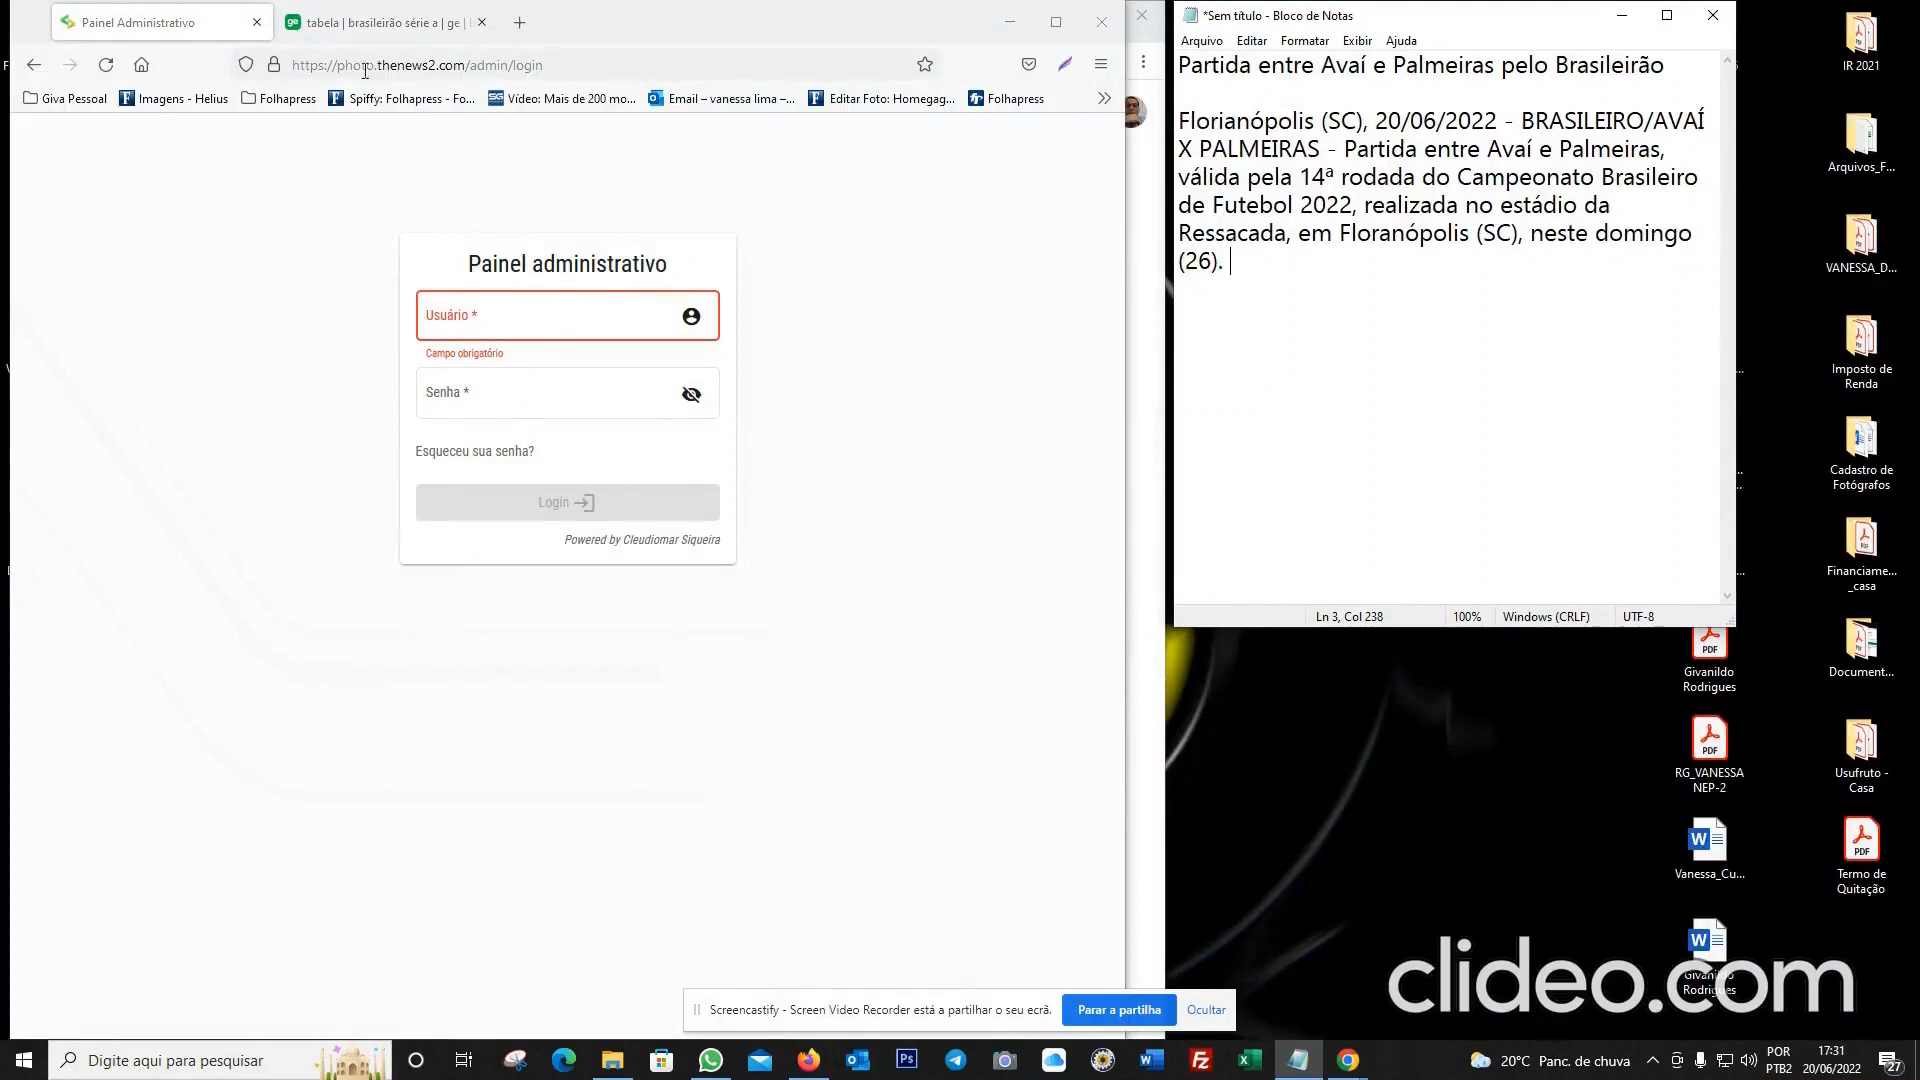 Painel Administrativo
tabela | brasileirão série a | ge |
https://photo.thenews2.com/admin/login
Giva Pessoal
Imagens - Helius
Folhapress
Spiffy: Folhapress - Fo...
Vídeo: Mais de 200 mo...
Email – vanessa lima –...
Editar Foto: Homegag...
Folhapress
Painel administrativo
Usuário *
Campo obrigatório
Senha *
Esqueceu sua senha?
Login
Powered by Cleudiomar Siqueira
*Sem título - Bloco de Notas
Arquivo Editar Formatar Exibir Ajuda
Partida entre Avaí e Palmeiras pelo Brasileirão
Florianópolis (SC), 20/06/2022 - BRASILEIRO/AVAÍ
X PALMEIRAS - Partida entre Avaí e Palmeiras,
válida pela 14ª rodada do Campeonato Brasileiro
de Futebol 2022, realizada no estádio da
Ressacada, em Floranópolis (SC), neste domingo
(26).
Ln 3, Col 238
100%
Windows (CRLF)
UTF-8
IR 2021
Arquivos_F...
VANESSA_D...
Imposto de
Renda
Cadastro de
Fotógrafos
Financiame...
_casa
Document...
Usufruto -
Casa
PDF
Termo de
Quitação
PDF
Givanildo
Rodrigues
PDF
RG_VANESSA
NEP-2
Vanessa_Cu...
Givanildo
Rodrigues
clideo.com
Screencastify - Screen Video Recorder está a partilhar o seu ecrã.
Parar a partilha
Ocultar
Digite aqui para pesquisar
20°C Panc. de chuva
POR
PTB2
17:31
20/06/2022
27